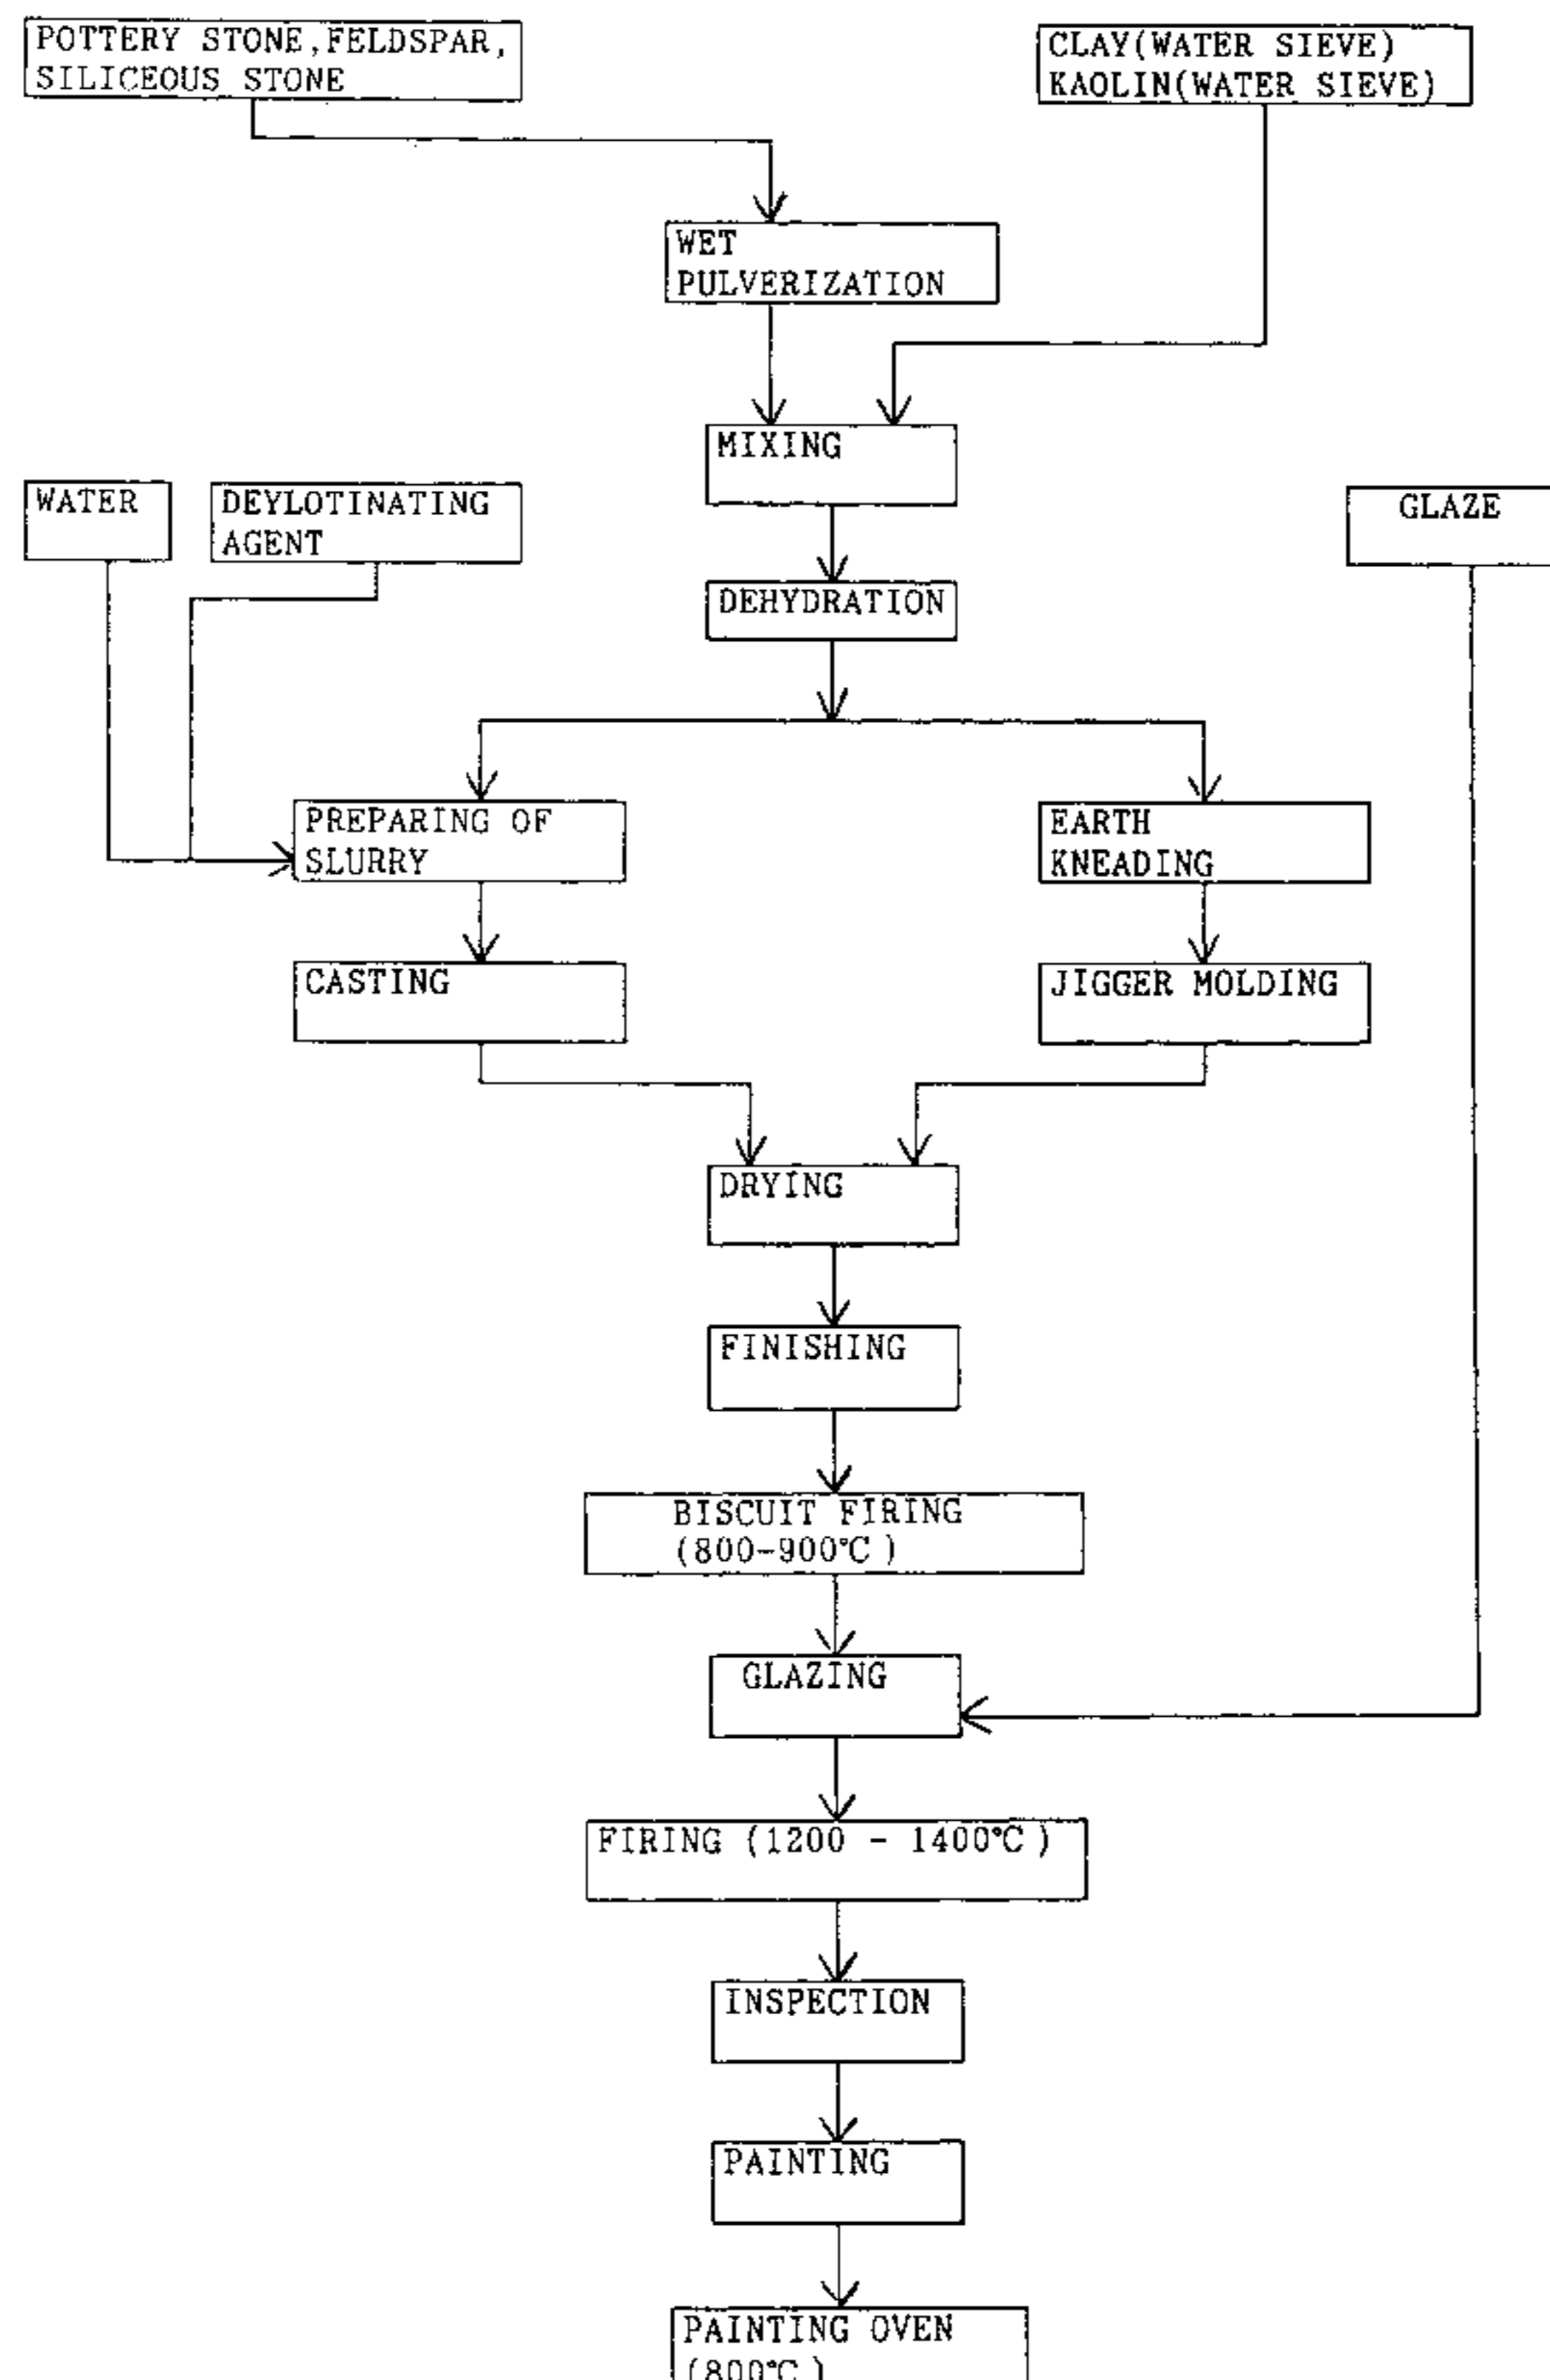 POTTERY STONE,FELDSPAR,
SILICEOUS STONE
CLAY(WATER SIEVE)
KAOLIN(WATER SIEVE)
WET
PULVERIZATION
MIXING
WATER
DEYLOTINATING
AGENT
GLAZE
DEHYDRATION
PREPARING OF
SLURRY
EARTH
KNEADING
CASTING
JIGGER MOLDING
DRYING
FINISHING
BISCUIT FIRING
(800-900℃)
GLAZING
FIRING (1200 - 1400℃)
INSPECTION
PAINTING
PAINTING OVEN
(800℃)